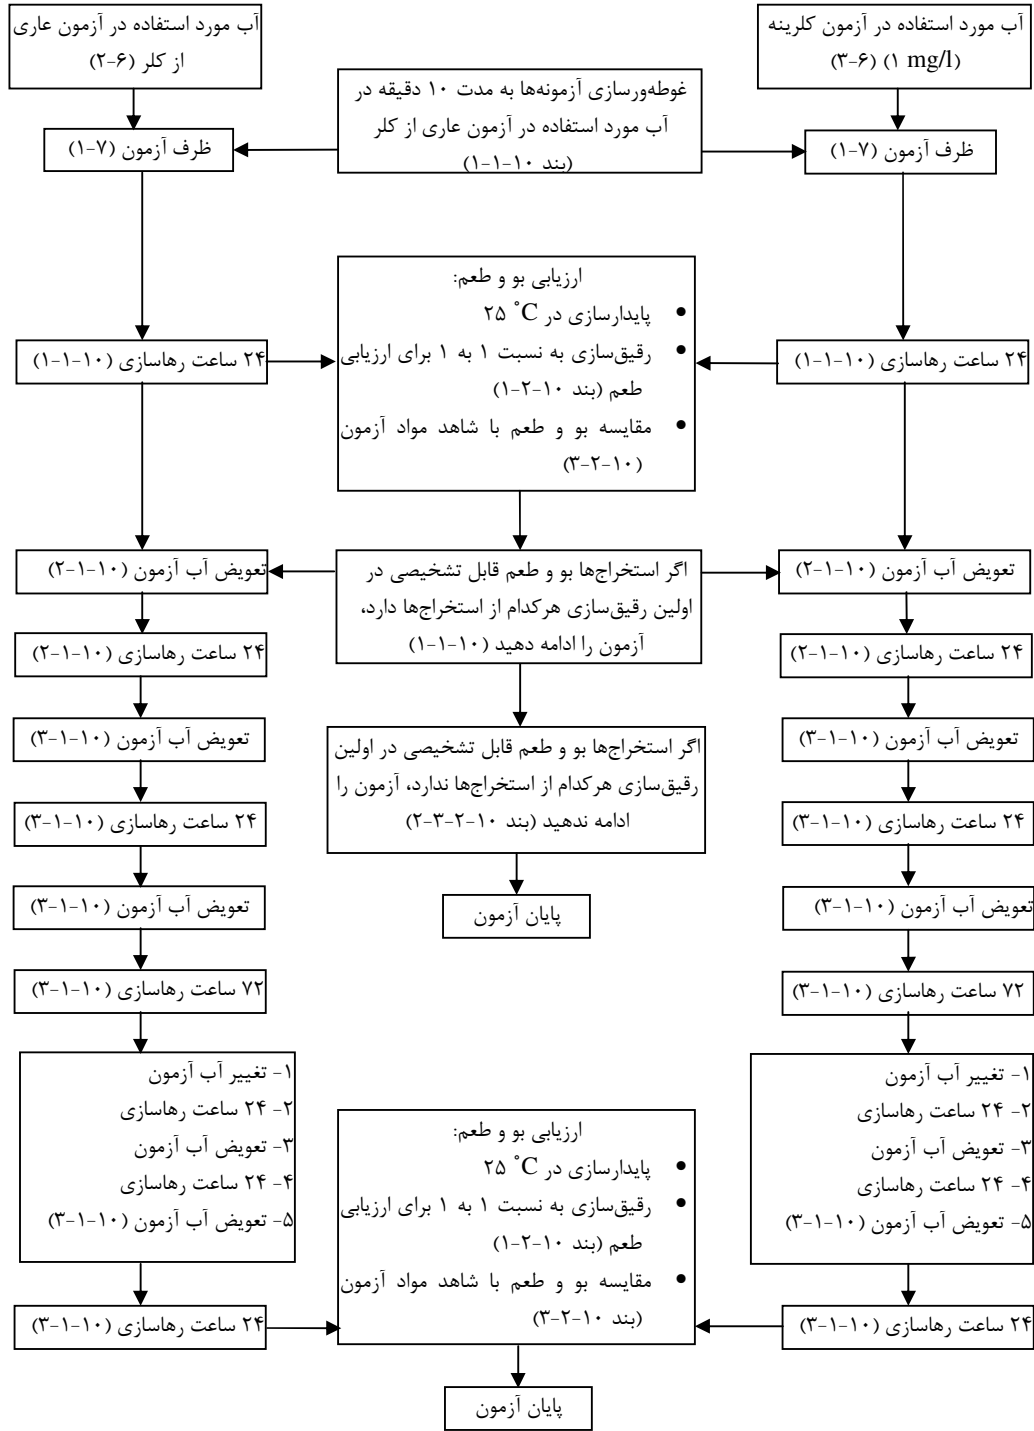 آب مورد استفاده در آزمون کلرینه
(۱ mg/l) (۳-۶)
آب مورد استفاده در آزمون عاری
از کلر (۲-۶)
غوطه‌ورسازی آزمونه‌ها به مدت ۱۰ دقیقه در
آب مورد استفاده در آزمون عاری از کلر
(بند ۱۰-۱-۱)
ظرف آزمون (۷-۱)
ظرف آزمون (۷-۱)
ارزیابی بو و طعم:
• پایدارسازی در ۲۵ °C
• رقیق‌سازی به نسبت ۱ به ۱ برای ارزیابی
طعم (بند ۱۰-۲-۱)
• مقایسه بو و طعم با شاهد مواد آزمون
(۱۰-۲-۳)
۲۴ ساعت رهاسازی (۱۰-۱-۱)
۲۴ ساعت رهاسازی (۱۰-۱-۱)
تعویض آب آزمون (۱۰-۱-۲)
اگر استخراج‌ها بو و طعم قابل تشخیصی در
اولین رقیق‌سازی هرکدام از استخراج‌ها دارد،
آزمون را ادامه دهید (۱۰-۱-۱)
تعویض آب آزمون (۱۰-۱-۲)
۲۴ ساعت رهاسازی (۱۰-۱-۲)
۲۴ ساعت رهاسازی (۱۰-۱-۲)
تعویض آب آزمون (۱۰-۱-۳)
اگر استخراج‌ها بو و طعم قابل تشخیصی در اولین
رقیق‌سازی هرکدام از استخراج‌ها ندارد، آزمون را
ادامه ندهید (بند ۱۰-۲-۳-۲)
تعویض آب آزمون (۱۰-۱-۳)
۲۴ ساعت رهاسازی (۱۰-۱-۳)
۲۴ ساعت رهاسازی (۱۰-۱-۳)
تعویض آب آزمون (۱۰-۱-۳)
پایان آزمون
تعویض آب آزمون (۱۰-۱-۳)
۷۲ ساعت رهاسازی (۱۰-۱-۳)
۷۲ ساعت رهاسازی (۱۰-۱-۳)
۱- تغییر آب آزمون
۲- ۲۴ ساعت رهاسازی
۳- تعویض آب آزمون
۴- ۲۴ ساعت رهاسازی
۵- تعویض آب آزمون (۱۰-۱-۳)
۱- تغییر آب آزمون
۲- ۲۴ ساعت رهاسازی
۳- تعویض آب آزمون
۴- ۲۴ ساعت رهاسازی
۵- تعویض آب آزمون (۱۰-۱-۳)
ارزیابی بو و طعم:
• پایدارسازی در ۲۵ °C
• رقیق‌سازی به نسبت ۱ به ۱ برای ارزیابی
طعم (بند ۱۰-۲-۱)
• مقایسه بو و طعم با شاهد مواد آزمون
(بند ۱۰-۲-۳)
۲۴ ساعت رهاسازی (۱۰-۱-۳)
۲۴ ساعت رهاسازی (۱۰-۱-۳)
پایان آزمون